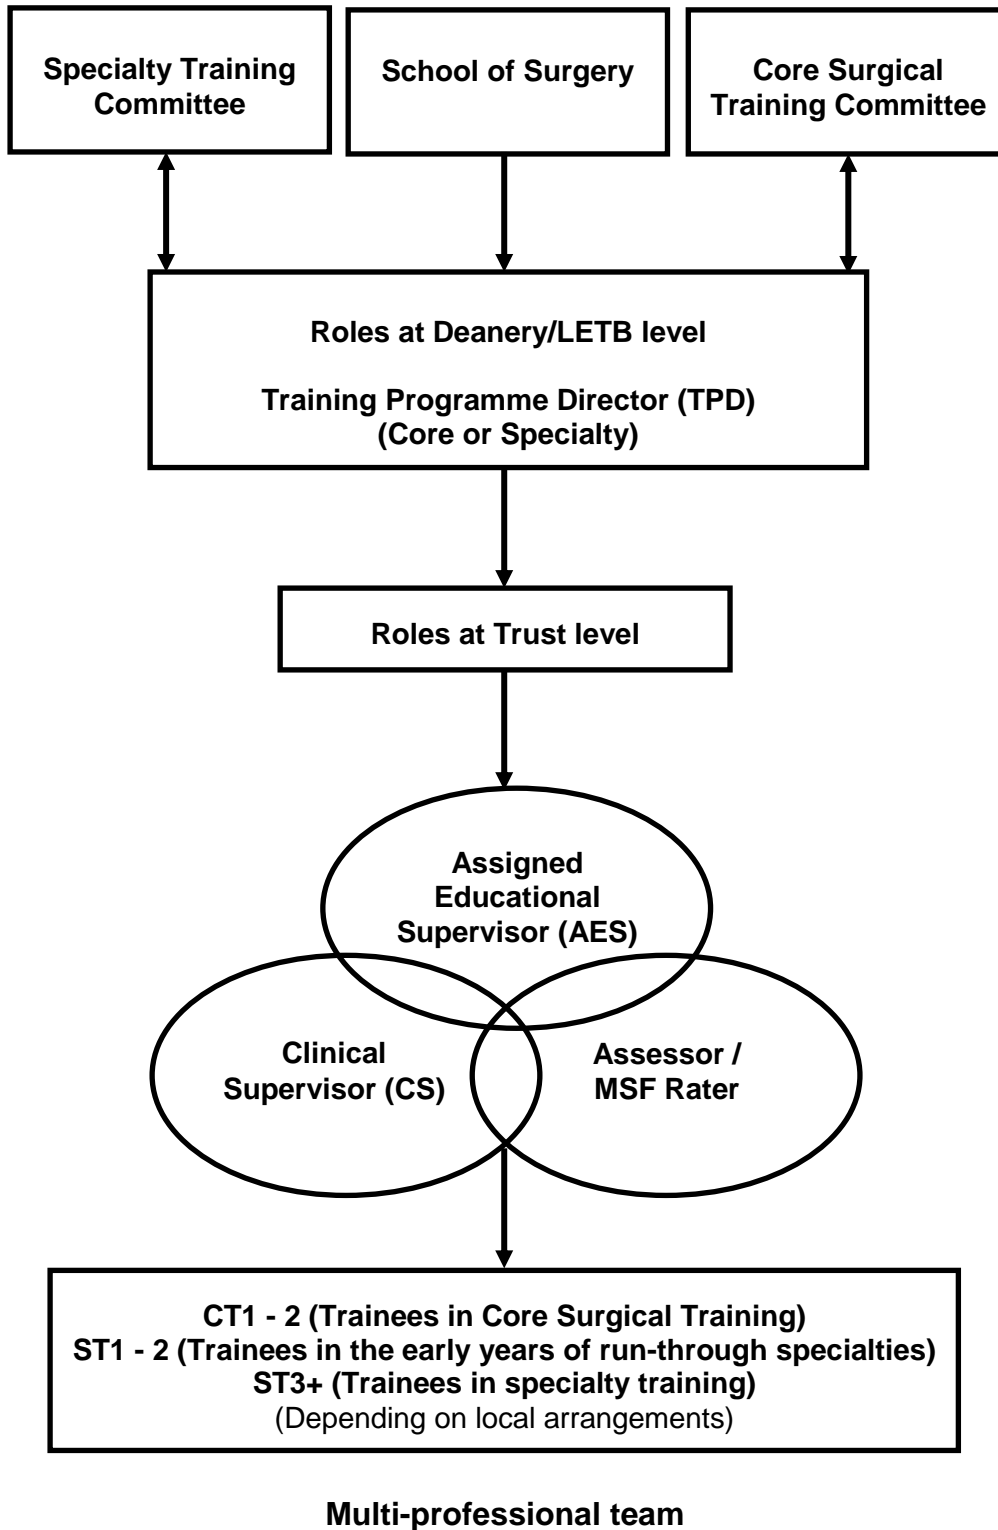 Specialty Training
Committee
School of Surgery
Core Surgical
Training Committee
Roles at Deanery/LETB level
Training Programme Director (TPD)
(Core or Specialty)
Roles at Trust level
Assigned
Educational
Supervisor (AES)
Clinical
Supervisor (CS)
Assessor /
MSF Rater
CT1 - 2 (Trainees in Core Surgical Training)
ST1 - 2 (Trainees in the early years of run-through specialties)
ST3+ (Trainees in specialty training)
(Depending on local arrangements)
Multi-professional team